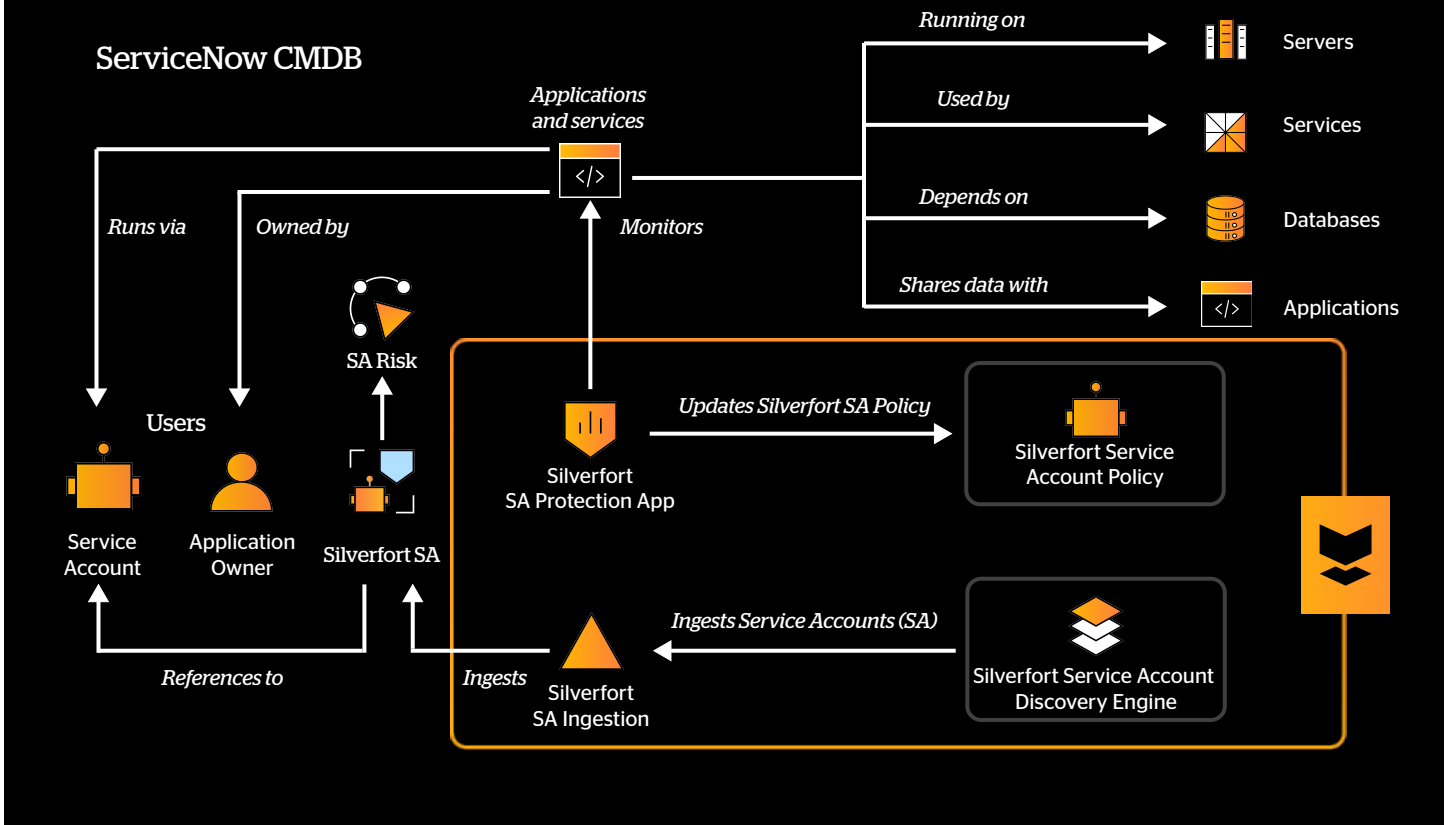 ServiceNow CMDB
Applications
and services
</>
Running on
Servers
Used by
Services
Depends on
Databases
Shares data with
</>
Applications
Runs via
Owned by
Monitors
SA Risk
Users
Service
Account
Application
Owner
Silverfort SA
References to
Ingests
Silverfort
SA Protection App
Updates Silverfort SA Policy
Silverfort Service
Account Policy
Silverfort
SA Ingestion
Ingests Service Accounts (SA)
Silverfort Service Account
Discovery Engine